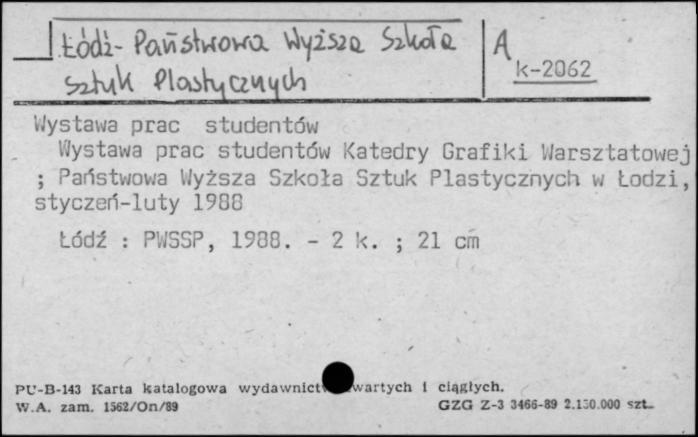 Łódź - Państwowa Wyższa Szkoła
Sztuk Plastycznych
A
k-2062
Wystawa prac studentów
Wystawa prac studentów Katedry Grafiki Warsztatowej
; Państwowa Wyższa Szkoła Sztuk Plastycznych w Łodzi,
styczeń-luty 1988
Łódź : PWSSP, 1988. - 2 k. ; 21 cm
PU-B-143 Karta katalogowa wydawnict wartych i ciągłych.
W.A. zam. 1562/On/89 GZG Z-3 3466-89 2.150.000 szt.